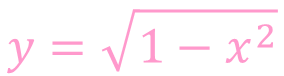 y = √(1 − x²)